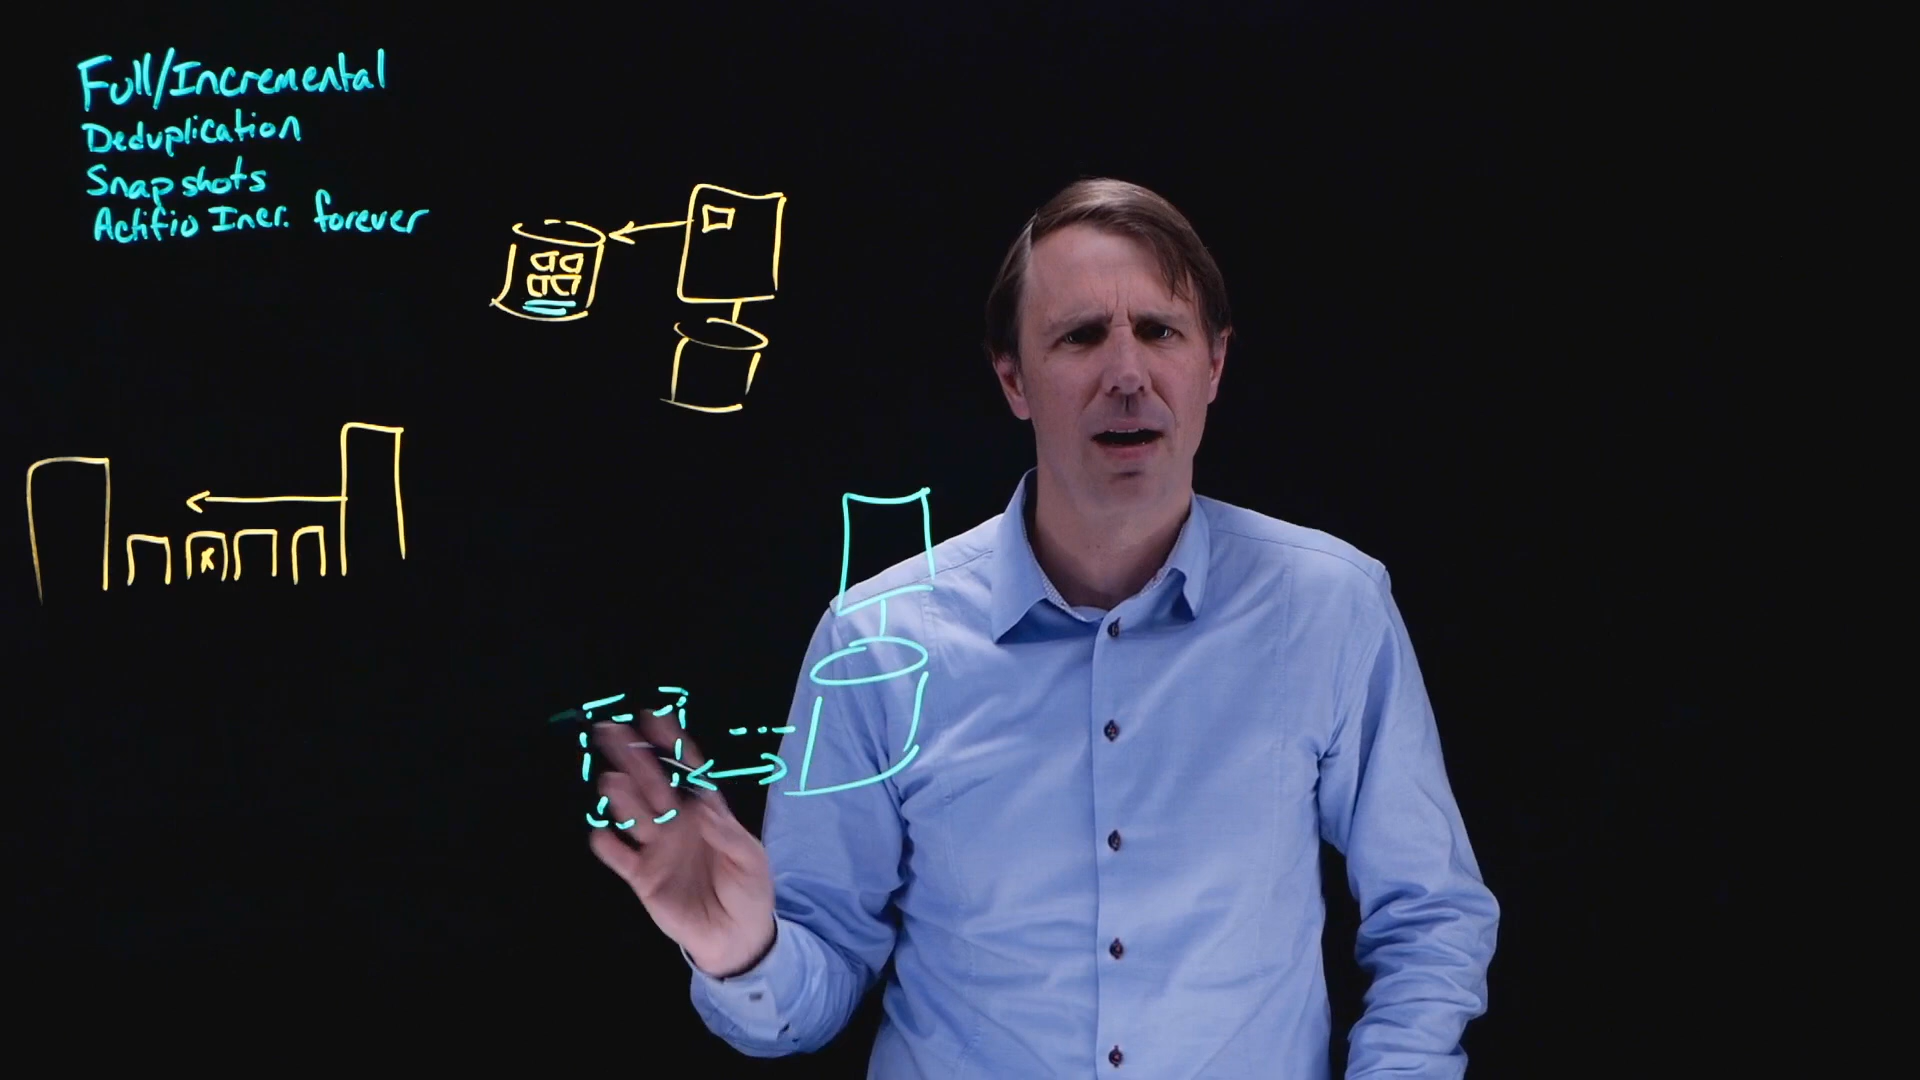 Full/Incremental
Deduplication
Snapshots
Actifio Incr. forever
x